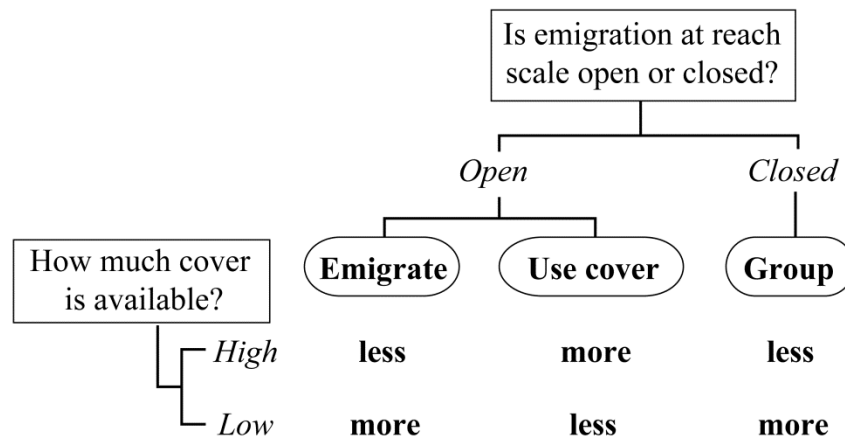 Is emigration at reach
scale open or closed?
Open
Closed
How much cover
is available?
Emigrate
Use cover
Group
High
less
more
less
Low
more
less
more